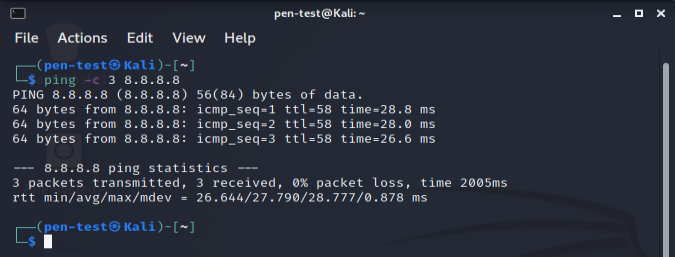 pen-test@Kali: ~
File Actions Edit View Help
┌──(pen-test㉿Kali)-[~]
└─$ ping -c 3 8.8.8.8
PING 8.8.8.8 (8.8.8.8) 56(84) bytes of data.
64 bytes from 8.8.8.8: icmp_seq=1 ttl=58 time=28.8 ms
64 bytes from 8.8.8.8: icmp_seq=2 ttl=58 time=28.0 ms
64 bytes from 8.8.8.8: icmp_seq=3 ttl=58 time=26.6 ms
--- 8.8.8.8 ping statistics ---
3 packets transmitted, 3 received, 0% packet loss, time 2005ms
rtt min/avg/max/mdev = 26.644/27.790/28.777/0.878 ms
┌──(pen-test㉿Kali)-[~]
└─$